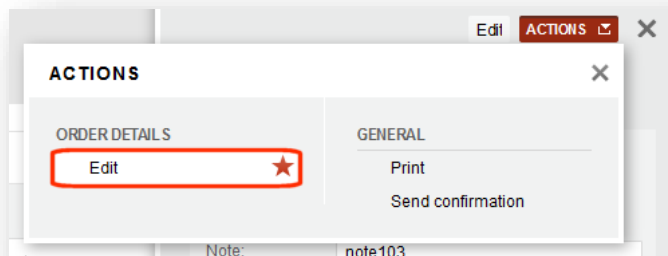 Edit ACTIONS
ACTIONS
ORDER DETAILS
Edit
GENERAL
Print
Send confirmation
Note: note103